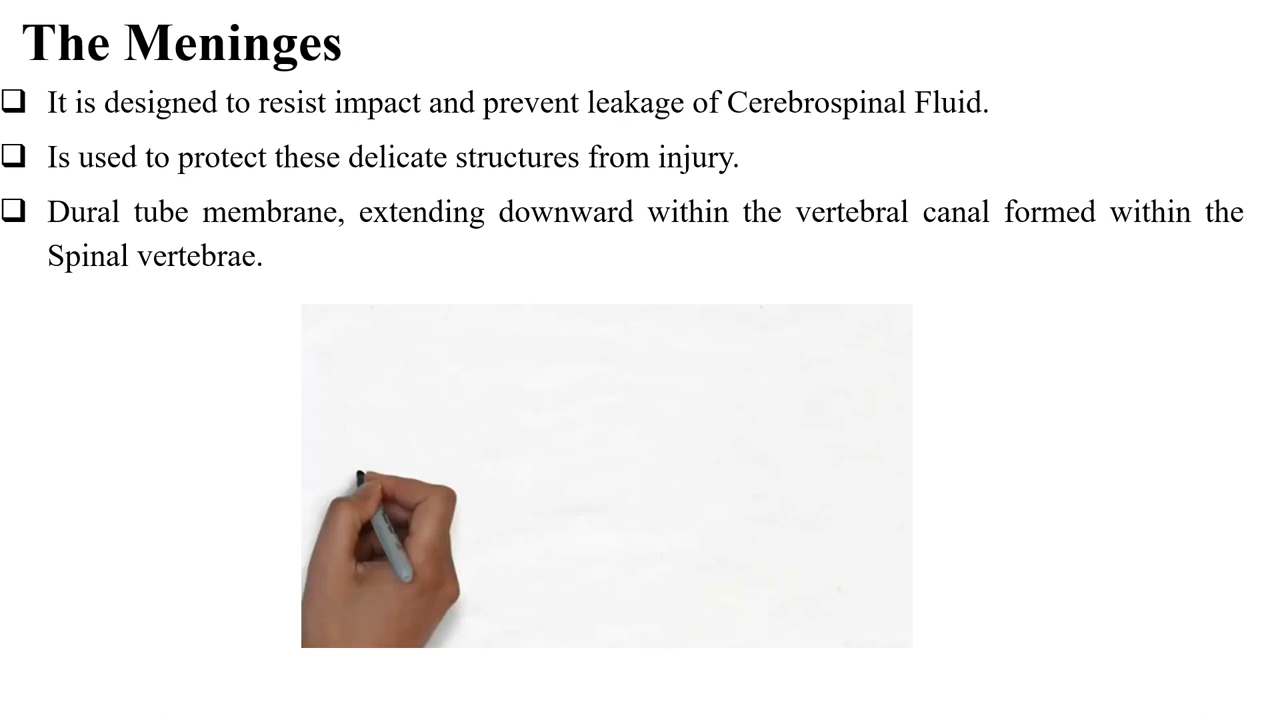 The Meninges
❑ It is designed to resist impact and prevent leakage of Cerebrospinal Fluid.
❑ Is used to protect these delicate structures from injury.
❑ Dural tube membrane, extending downward within the vertebral canal formed within the
Spinal vertebrae.